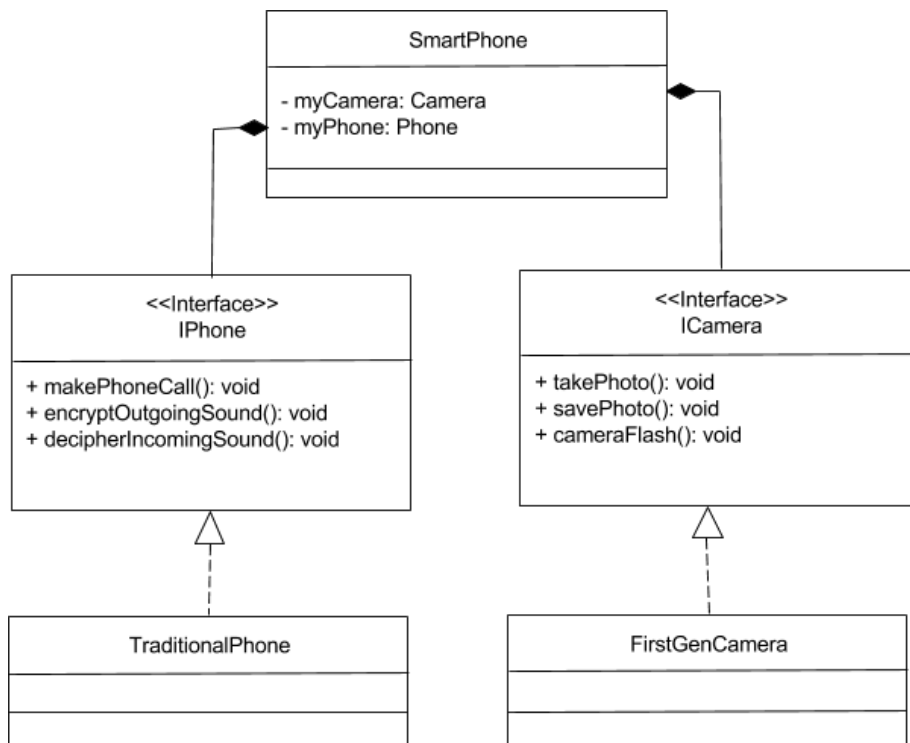 SmartPhone
- myCamera: Camera
- myPhone: Phone
<<Interface>>
IPhone
+ makePhoneCall(): void
+ encryptOutgoingSound(): void
+ decipherIncomingSound(): void
<<Interface>>
ICamera
+ takePhoto(): void
+ savePhoto(): void
+ cameraFlash(): void
TraditionalPhone
FirstGenCamera